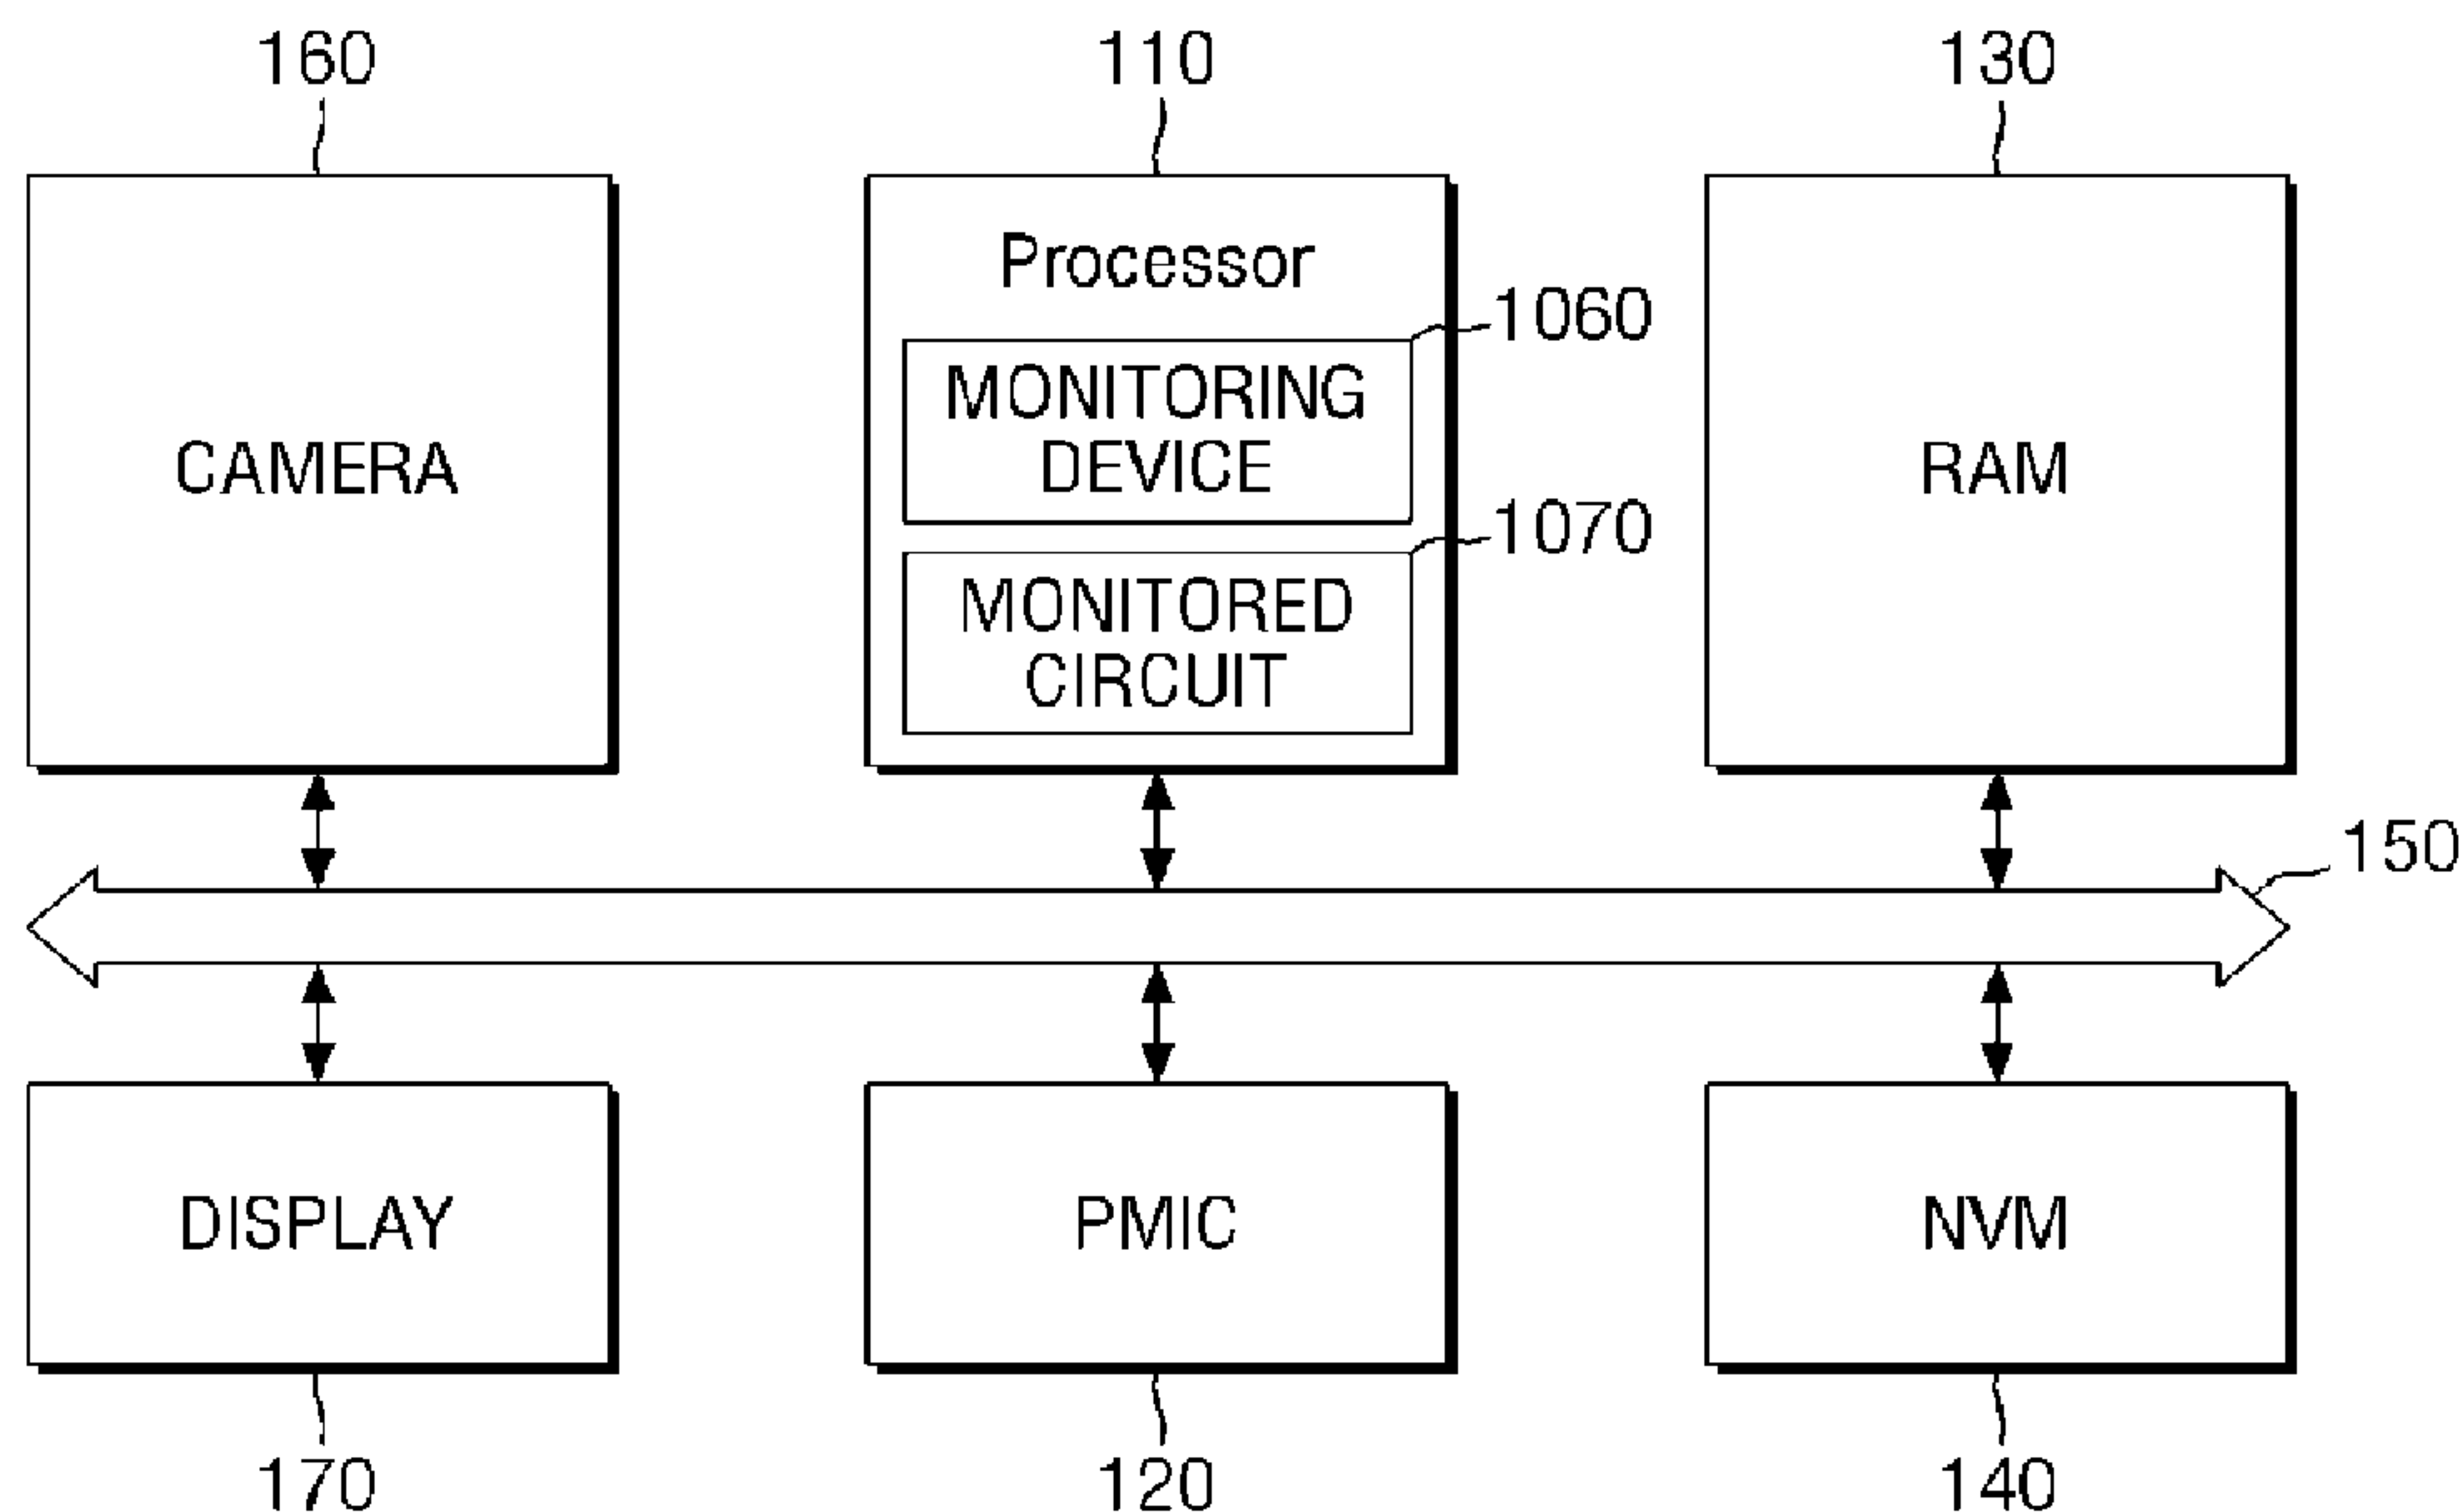 160
110
130
Processor
1060
MONITORING
DEVICE
CAMERA
RAM
1070
MONITORED
CIRCUIT
150
DISPLAY
PMIC
NVM
170
120
140